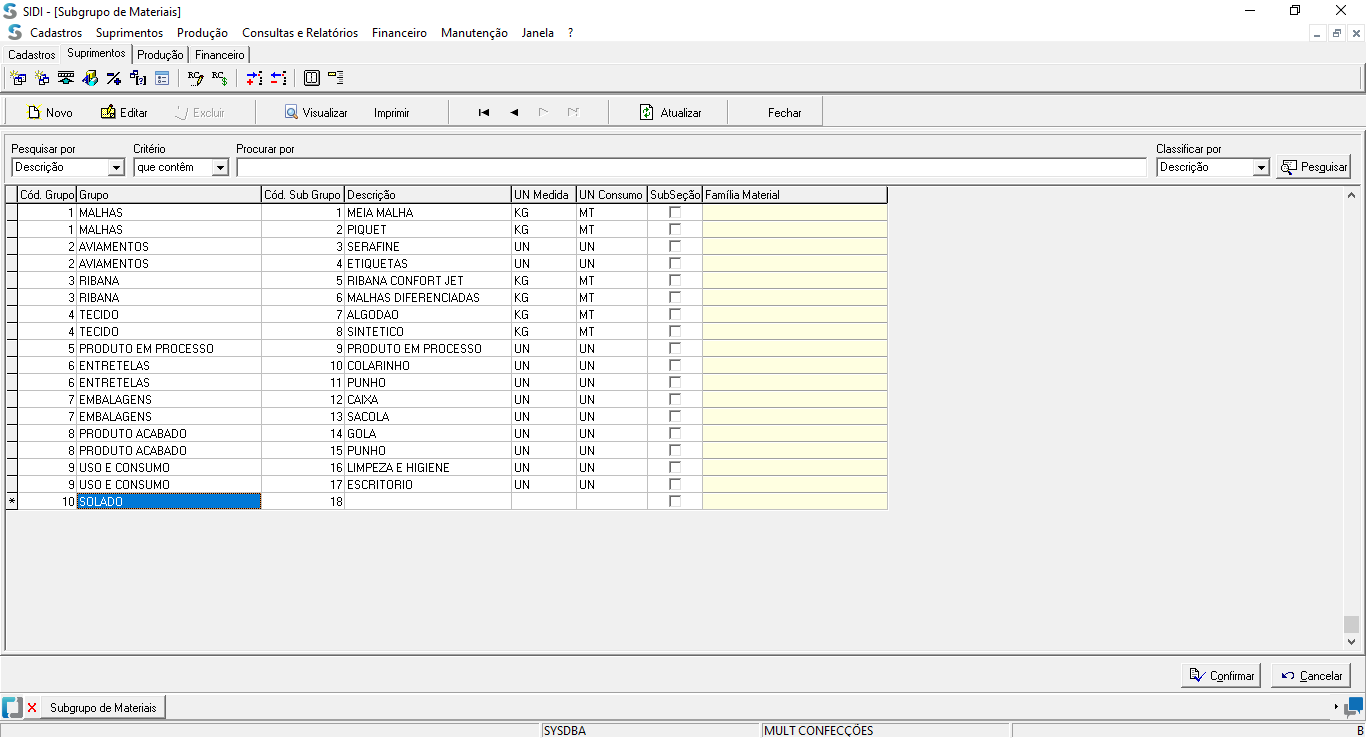 SIDI - [Subgrupo de Materiais]
Cadastros Suprimentos Produção Consultas e Relatórios Financeiro Manutenção Janela ?
Cadastros Suprimentos Produção Financeiro
Novo Editar Excluir Visualizar Imprimir Atualizar Fechar
Pesquisar por Critério Procurar por Classificar por
Descrição que contêm Descrição Pesquisar
Cód. Grupo Grupo Cód. Sub Grupo Descrição UN Medida UN Consumo SubSeção Família Material
1 MALHAS 1 MEIA MALHA KG MT
1 MALHAS 2 PIQUET KG MT
2 AVIAMENTOS 3 SERAFINE UN UN
2 AVIAMENTOS 4 ETIQUETAS UN UN
3 RIBANA 5 RIBANA CONFORT JET KG MT
3 RIBANA 6 MALHAS DIFERENCIADAS KG MT
4 TECIDO 7 ALGODAO KG MT
4 TECIDO 8 SINTETICO KG MT
5 PRODUTO EM PROCESSO 9 PRODUTO EM PROCESSO UN UN
6 ENTRETELAS 10 COLARINHO UN UN
6 ENTRETELAS 11 PUNHO UN UN
7 EMBALAGENS 12 CAIXA UN UN
7 EMBALAGENS 13 SACOLA UN UN
8 PRODUTO ACABADO 14 GOLA UN UN
8 PRODUTO ACABADO 15 PUNHO UN UN
9 USO E CONSUMO 16 LIMPEZA E HIGIENE UN UN
9 USO E CONSUMO 17 ESCRITORIO UN UN
* 10 SOLADO 18
Confirmar Cancelar
Subgrupo de Materiais
SYSDBA MULT CONFECÇÕES B